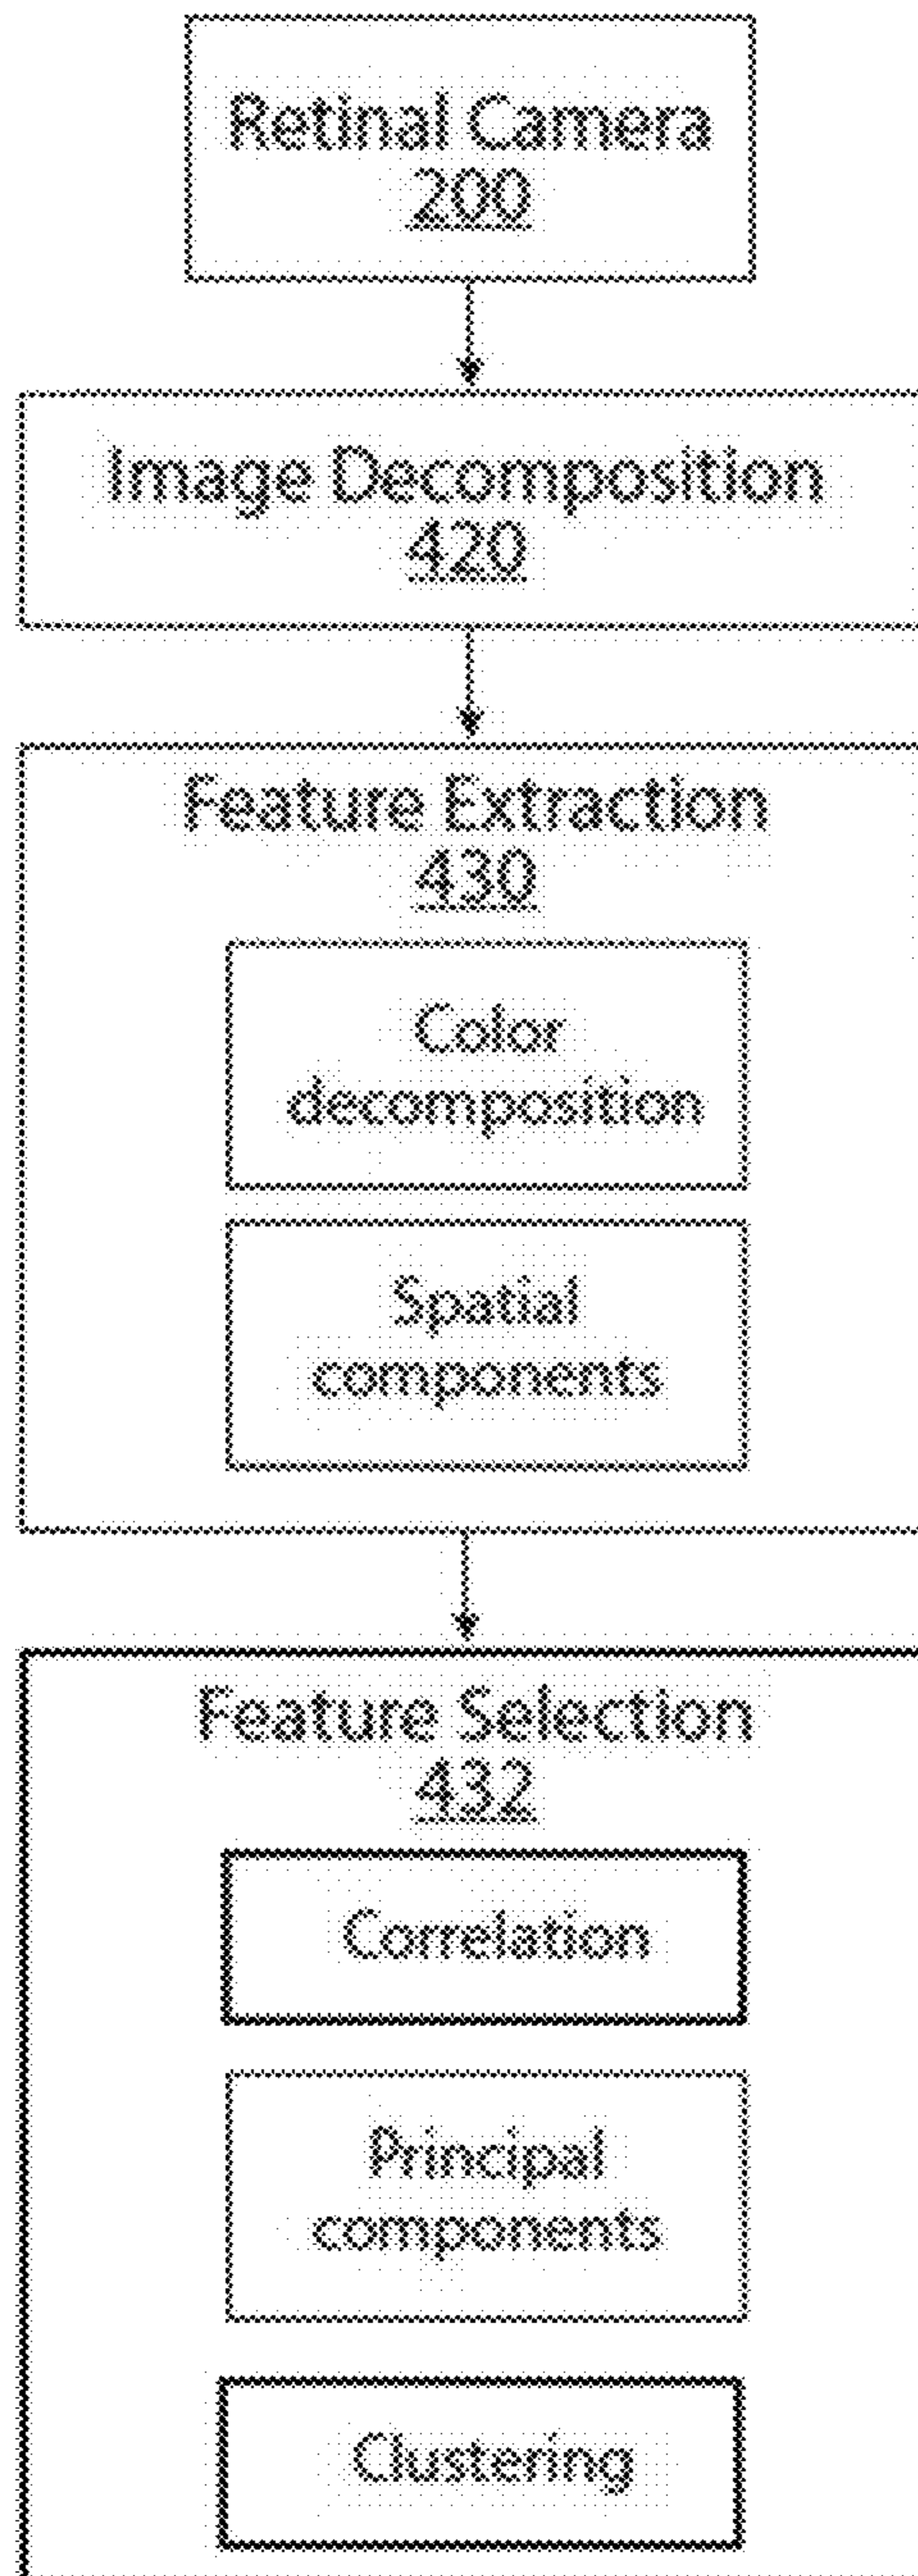 Retinal Camera
200
Image Decomposition
420
Feature Extraction
430
Color
decomposition
Spatial
components
Feature Selection
432
Correlation
Principal
components
Clustering